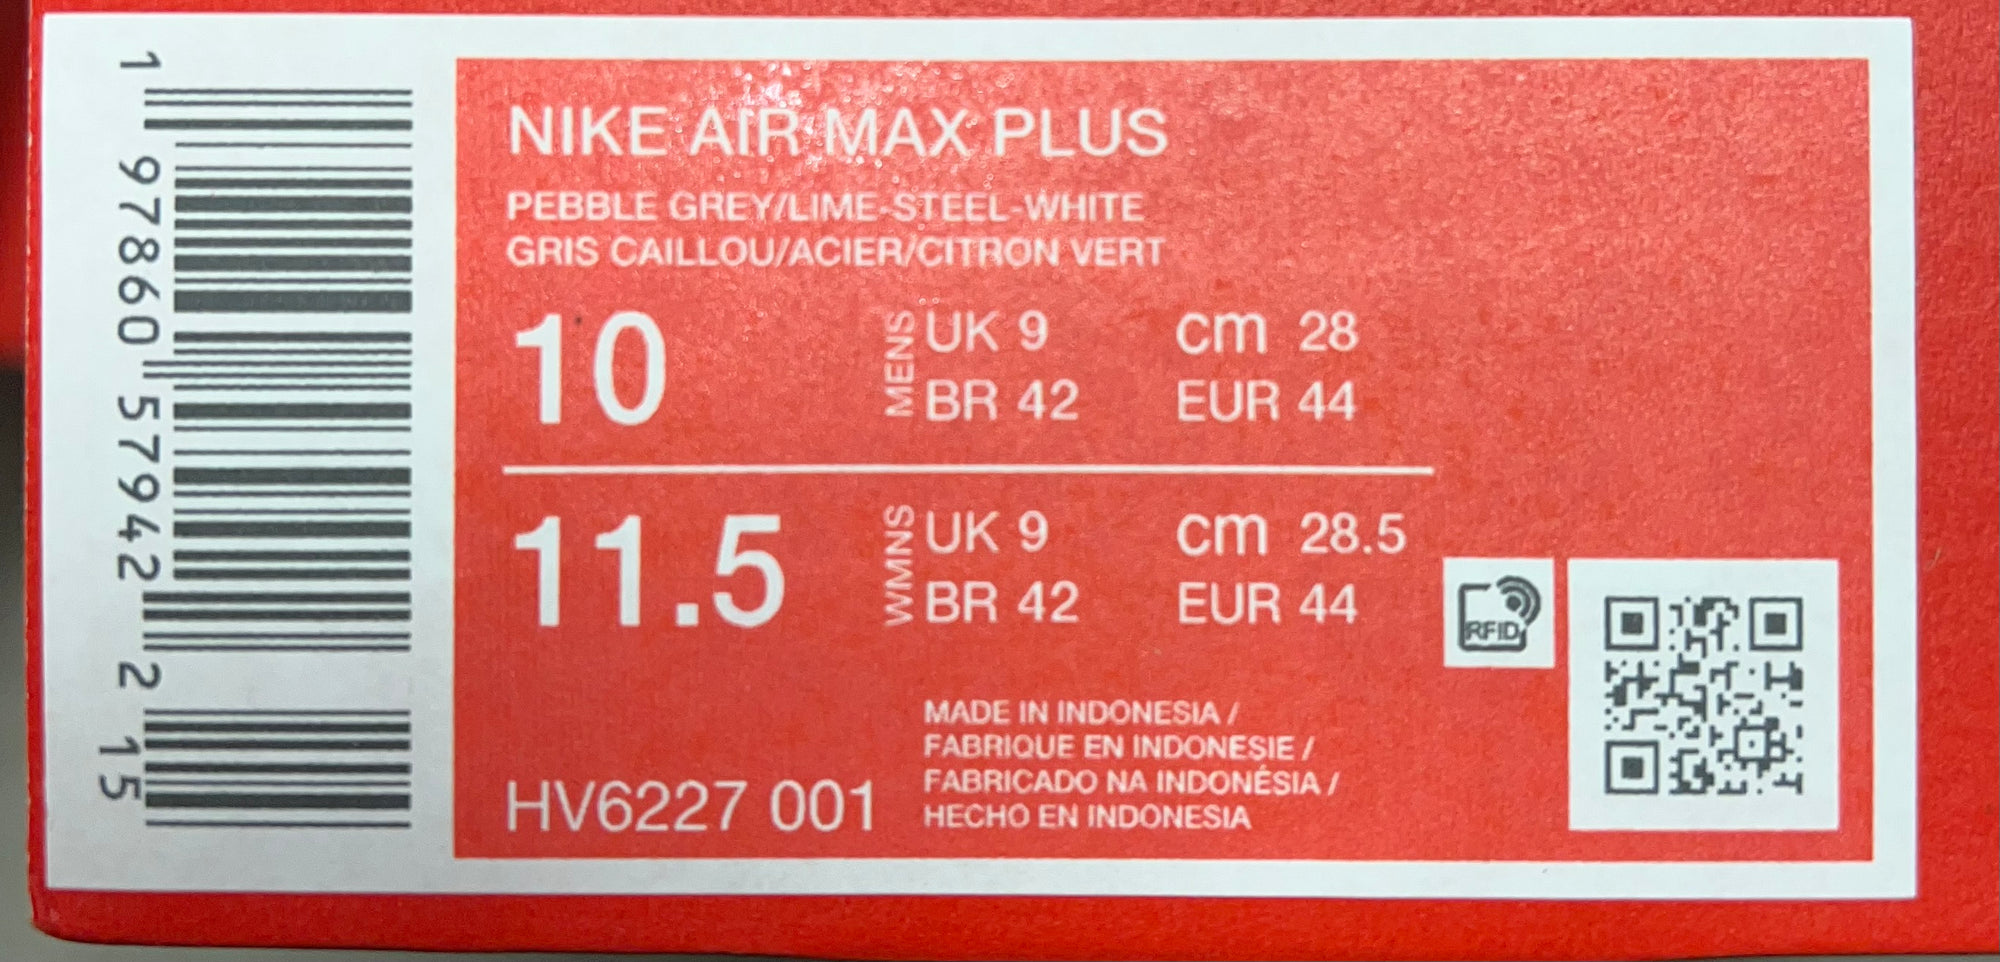 1 97860 57942 2 15
NIKE AIR MAX PLUS
PEBBLE GREY/LIME-STEEL-WHITE
GRIS CAILLOU/ACIER/CITRON VERT
10 MENS UK 9 cm 28
BR 42 EUR 44
11.5 WMNS UK 9 cm 28.5
BR 42 EUR 44
RFID
MADE IN INDONESIA /
FABRIQUE EN INDONESIE /
FABRICADO NA INDONÉSIA /
HECHO EN INDONESIA
HV6227 001